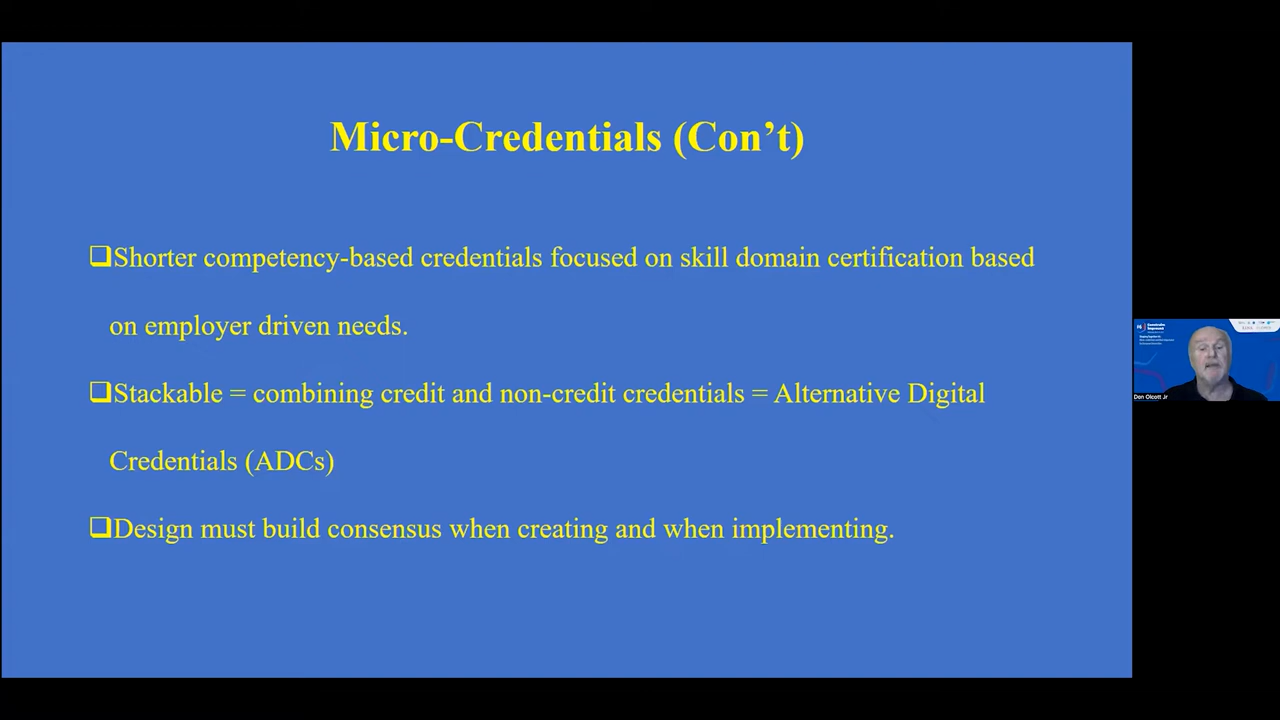 Micro-Credentials (Con’t)
❑Shorter competency-based credentials focused on skill domain certification based
on employer driven needs.
❑Stackable = combining credit and non-credit credentials = Alternative Digital
Credentials (ADCs)
❑Design must build consensus when creating and when implementing.
Don Olcott Jr